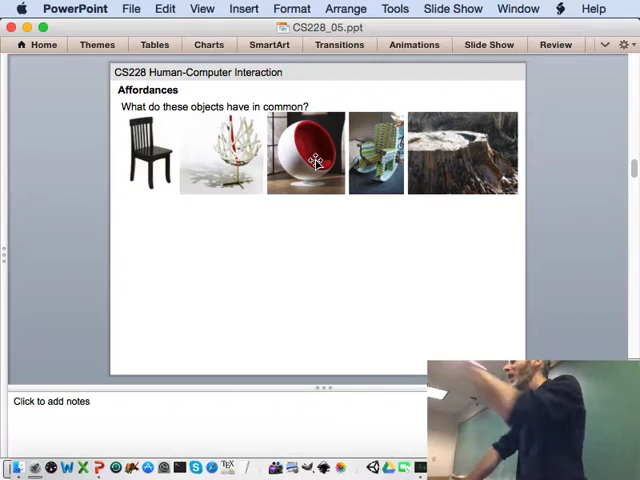 PowerPoint File Edit View Insert Format Arrange Tools Slide Show Window Help
CS228_05.ppt
Home Themes Tables Charts SmartArt Transitions Animations Slide Show Review
CS228 Human-Computer Interaction
Affordances
What do these objects have in common?
Click to add notes
TEX